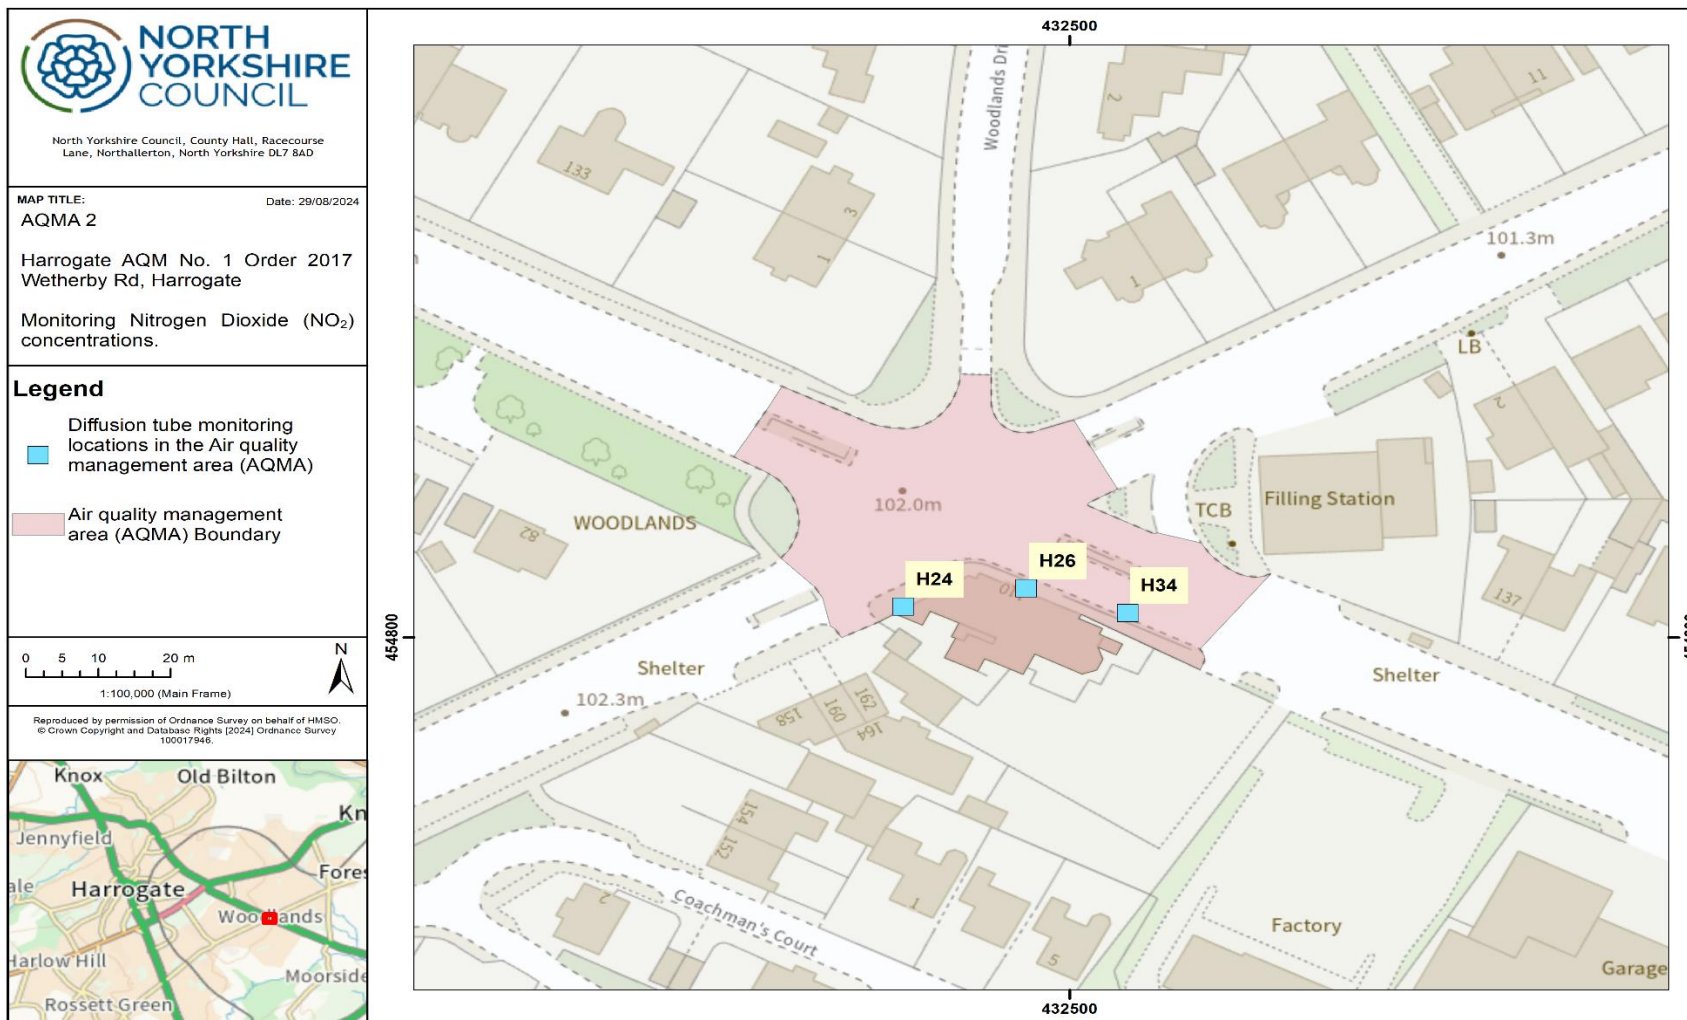 NORTH
YORKSHIRE
COUNCIL
North Yorkshire Council, County Hall, Racecourse
Lane, Northallerton, North Yorkshire DL7 8AD
MAP TITLE:
Date: 29/08/2024
AQMA 2
Harrogate AQM No. 1 Order 2017
Wetherby Rd, Harrogate
Monitoring Nitrogen Dioxide (NO₂)
concentrations.
Legend
Diffusion tube monitoring
locations in the Air quality
management area (AQMA)
Air quality management
area (AQMA) Boundary
0 5 10 20 m
N
1:100,000 (Main Frame)
Reproduced by permission of Ordnance Survey on behalf of HMSO.
© Crown Copyright and Database Rights [2024] Ordnance Survey
100017946.
Knox
Old Bilton
Kn
Jennyfield
ale
Harrogate
Fores
Woodlands
Harlow Hill
Moorside
Rossett Green
432500
Woodlands Dri
2
11
133
3
1
1
101.3m
LB
2
102.0m
TCB
Filling Station
WOODLANDS
82
H24
H26
H34
137
454800
Shelter
Shelter
102.3m
158
160
162
164
154
152
2
Coachman's Court
1
5
Factory
Garage
432500